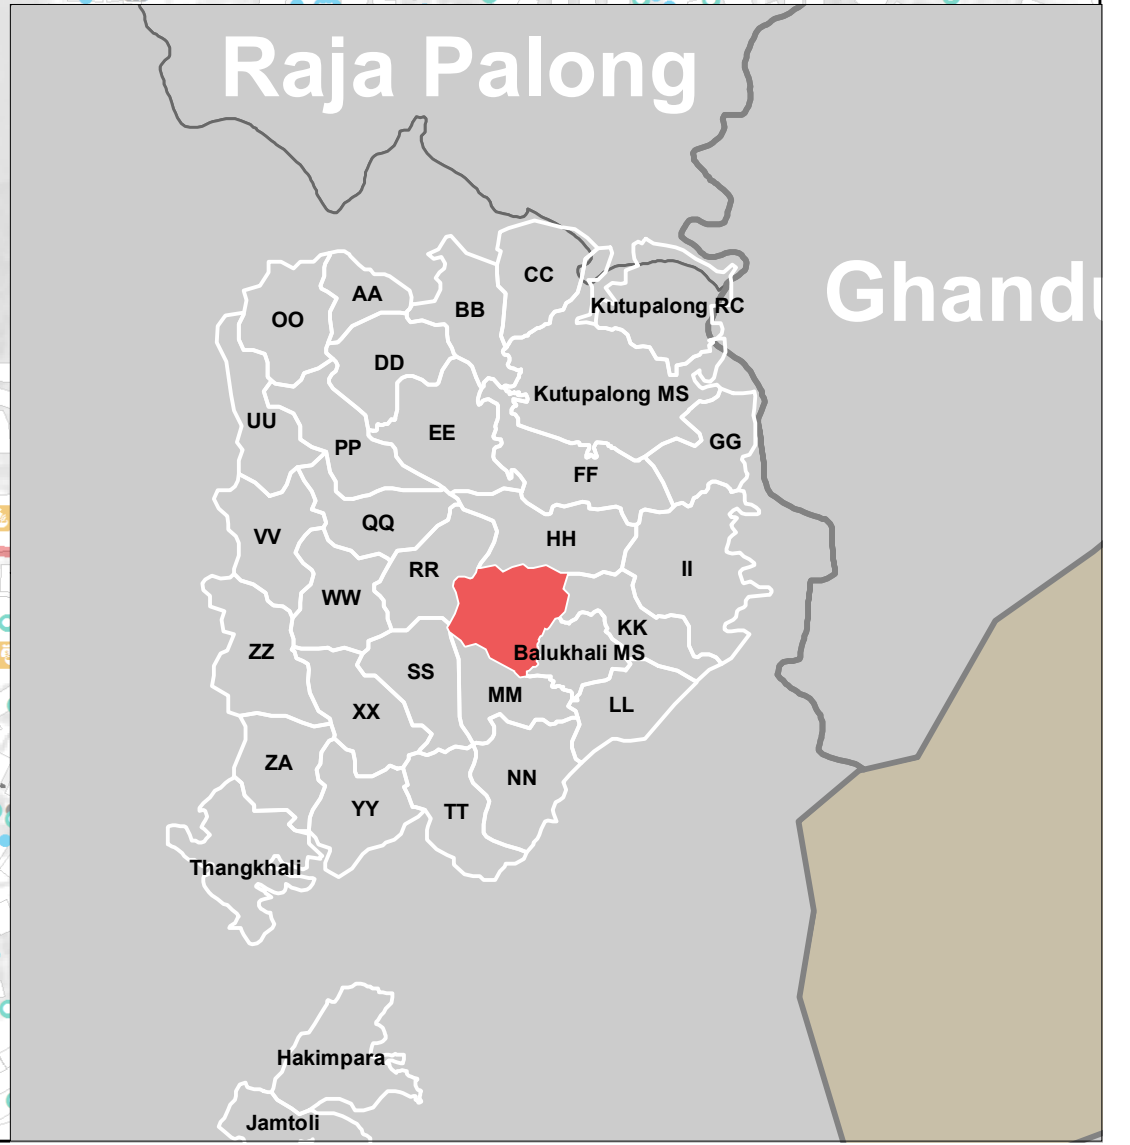 Raja Palong
CC
Ghandu
AA
Kutupalong RC
BB
OO
DD
Kutupalong MS
UU
EE
GG
PP
FF
QQ
VV
HH
RR
II
WW
KK
ZZ
Balukhali MS
SS
MM
LL
XX
ZA
NN
YY
TT
Thangkhali
Hakimpara
Jamtoli